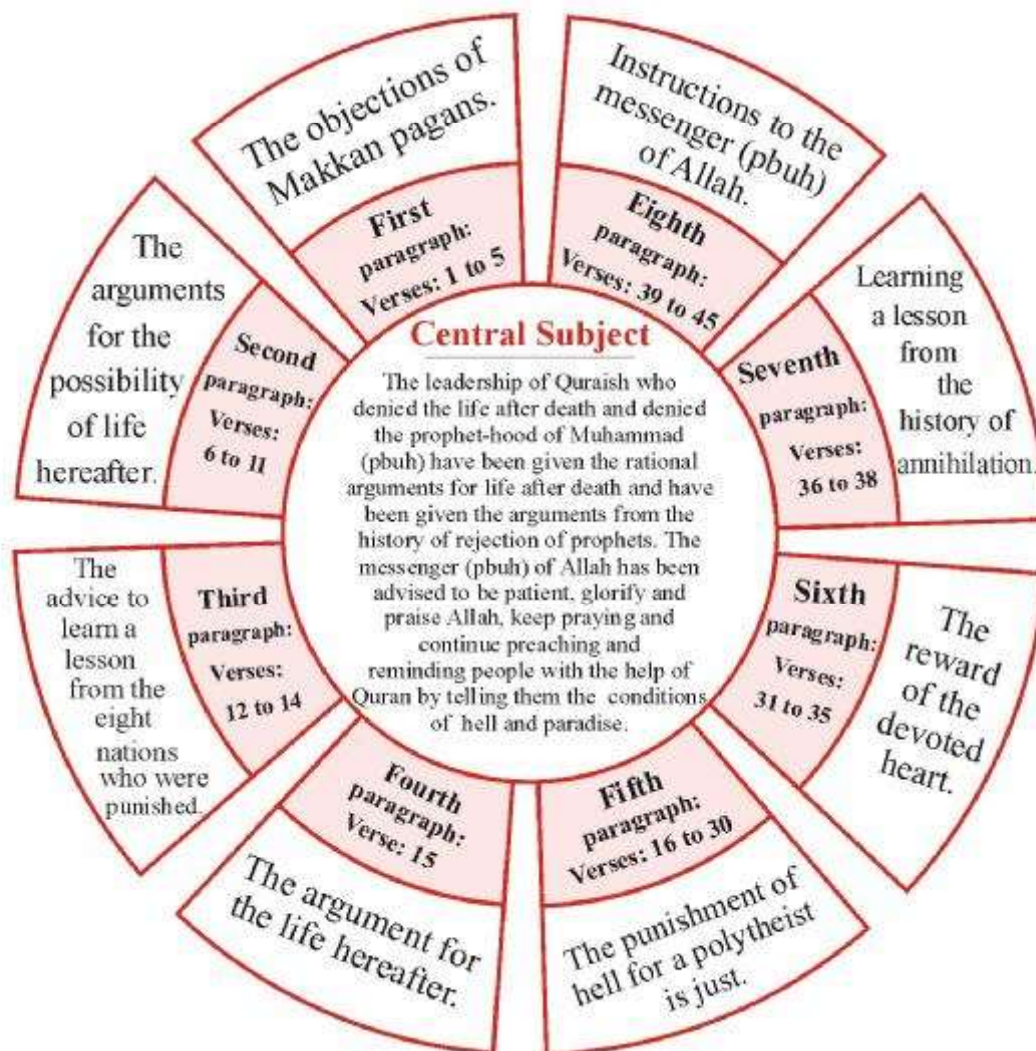 Central Subject
The leadership of Quraish who
denied the life after death and denied
the prophet-hood of Muhammad
(pbuh) have been given the rational
arguments for life after death and have
been given the arguments from the
history of rejection of prophets. The
messenger (pbuh) of Allah has been
advised to be patient, glorify and
praise Allah, keep praying and
continue preaching and
reminding people with the help of
Quran by telling them the conditions
of hell and paradise.
The objections of
Makkan pagans.
First
paragraph:
Verses: 1 to 5
The
arguments
for the
possibility
of life
hereafter.
Second
paragraph:
Verses:
6 to 11
The
advice to
learn a
lesson
from the
eight
nations
who were
punished.
Third
paragraph:
Verses:
12 to 14
Fourth
paragraph:
Verse: 15
The argument for
the life hereafter.
Fifth
paragraph:
Verses: 16 to 30
The punishment of
hell for a polytheist
is just.
Sixth
paragraph:
Verses:
31 to 35
The
reward
of the
devoted
heart.
Seventh
paragraph:
Verses:
36 to 38
Learning
a lesson
from
the
history of
annihilation.
Instructions to the
messenger (pbuh)
of Allah.
Eighth
paragraph:
Verses: 39 to 45